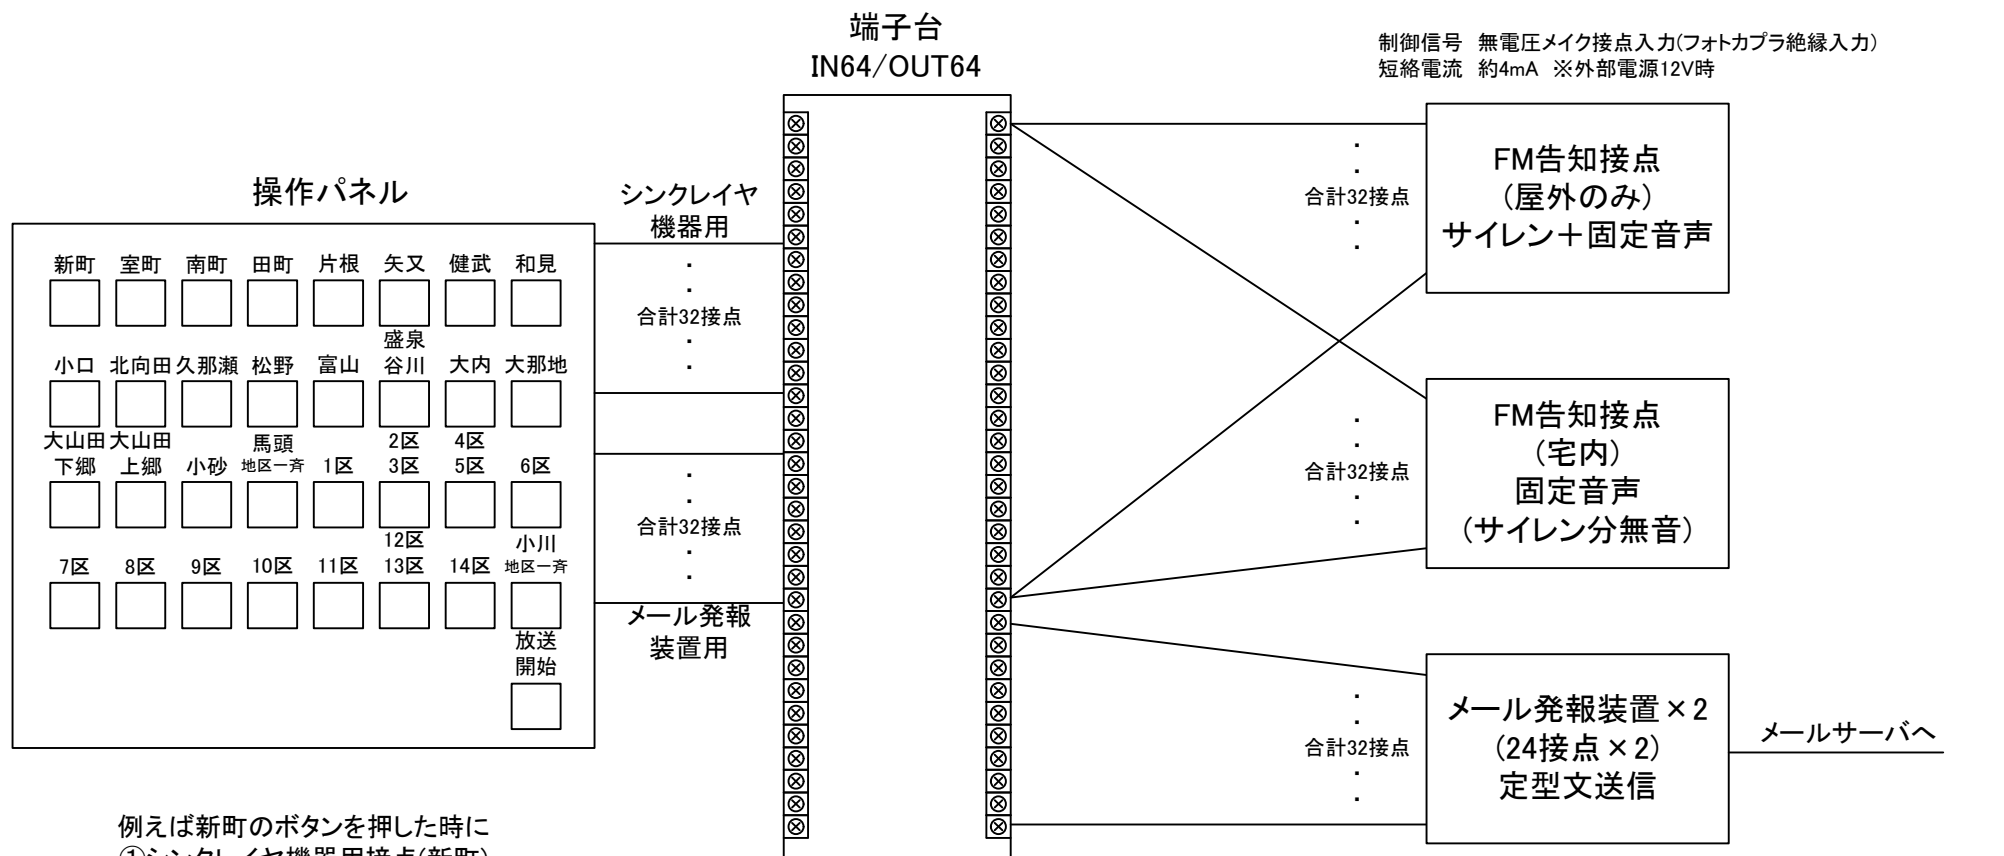 端子台
IN64/OUT64
制御信号 無電圧メイク接点入力(フォトカプラ絶縁入力)
短絡電流 約4mA ※外部電源12V時
操作パネル
シンクレイヤ
機器用
新町 室町 南町 田町 片根 矢又 健武 和見
盛泉
小口 北向田 久那瀬 松野 富山 谷川 大内 大那地
大山田 大山田 馬頭 2区 4区
下郷 上郷 小砂 地区一斉 1区 3区 5区 6区
12区 小川
7区 8区 9区 10区 11区 13区 14区 地区一斉
放送
開始
・
・
合計32接点
・
・
・
・
合計32接点
・
・
メール発報
装置用
・
・
合計32接点
・
・
FM告知接点
(屋外のみ)
サイレン+固定音声
・
・
合計32接点
・
・
FM告知接点
(宅内)
固定音声
(サイレン分無音)
・
・
合計32接点
・
・
メール発報装置×2
(24接点×2)
定型文送信
メールサーバへ
例えば新町のボタンを押した時に
①シンクレイヤ機器用接点(新町)